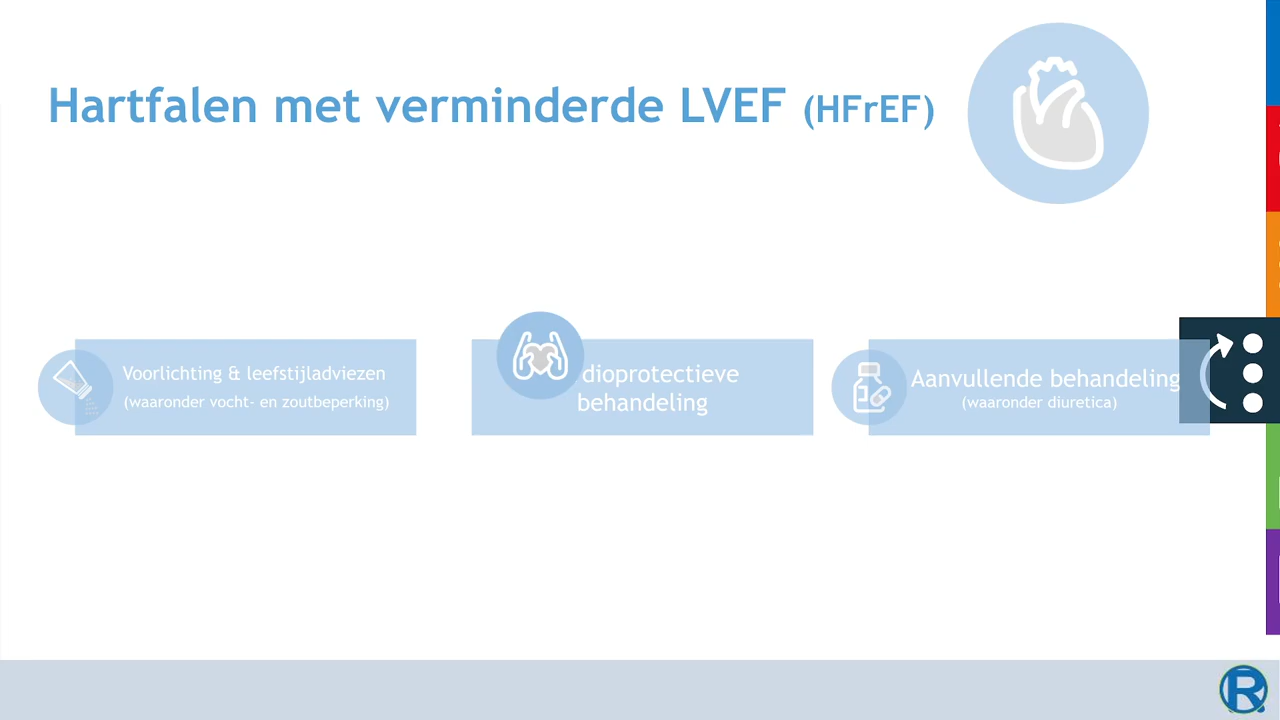 Hartfalen met verminderde LVEF (HFrEF)
Voorlichting & leefstijladviezen
(waaronder vocht- en zoutbeperking)
dioprotectieve
behandeling
Aanvullende behandeling
(waaronder diuretica)
R